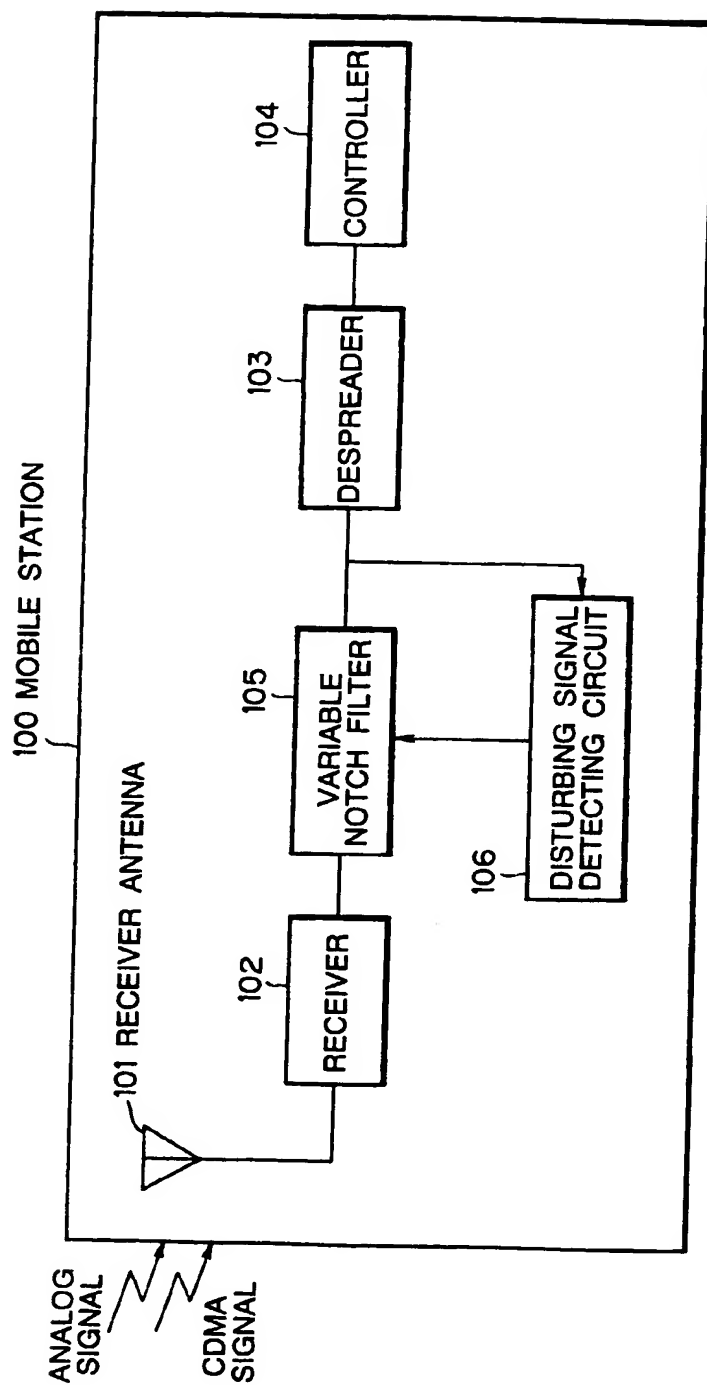 100 MOBILE STATION
ANALOG
SIGNAL
CDMA
SIGNAL
101 RECEIVER ANTENNA
102
RECEIVER
105
VARIABLE
NOTCH FILTER
103
DESPREADER
104
CONTROLLER
106
DISTURBING SIGNAL
DETECTING CIRCUIT